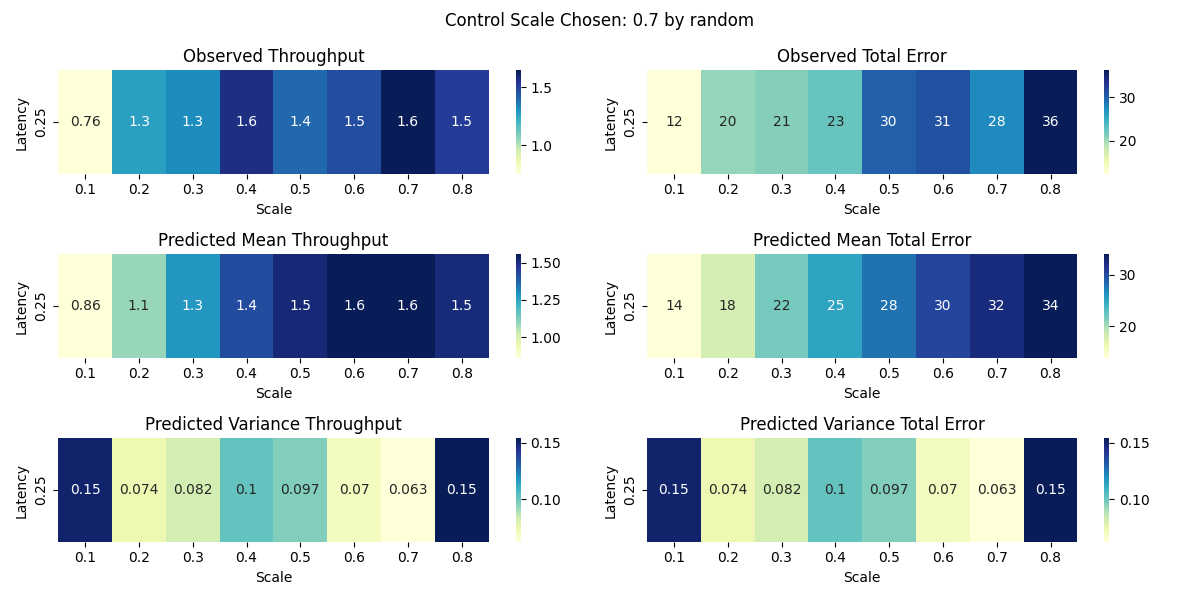 Control Scale Chosen: 0.7 by random
Observed Throughput
Latency
0.25
0.76 1.3 1.3 1.6 1.4 1.5 1.6 1.5
0.1 0.2 0.3 0.4 0.5 0.6 0.7 0.8
Scale
1.5
1.0
Observed Total Error
Latency
0.25
12 20 21 23 30 31 28 36
0.1 0.2 0.3 0.4 0.5 0.6 0.7 0.8
Scale
30
20
Predicted Mean Throughput
Latency
0.25
0.86 1.1 1.3 1.4 1.5 1.6 1.6 1.5
0.1 0.2 0.3 0.4 0.5 0.6 0.7 0.8
Scale
1.50
1.25
1.00
Predicted Mean Total Error
Latency
0.25
14 18 22 25 28 30 32 34
0.1 0.2 0.3 0.4 0.5 0.6 0.7 0.8
Scale
30
20
Predicted Variance Throughput
Latency
0.25
0.15 0.074 0.082 0.1 0.097 0.07 0.063 0.15
0.1 0.2 0.3 0.4 0.5 0.6 0.7 0.8
Scale
0.15
0.10
Predicted Variance Total Error
Latency
0.25
0.15 0.074 0.082 0.1 0.097 0.07 0.063 0.15
0.1 0.2 0.3 0.4 0.5 0.6 0.7 0.8
Scale
0.15
0.10